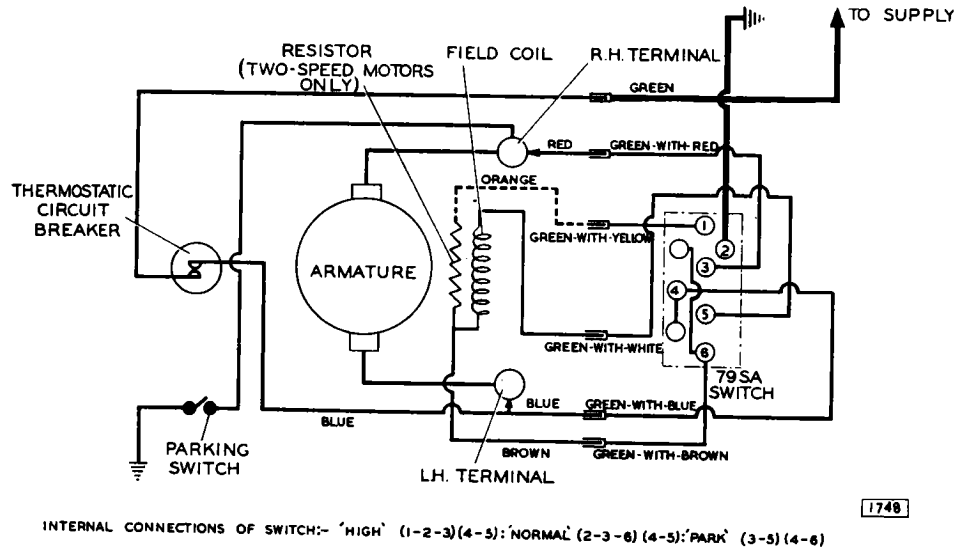 TO SUPPLY
RESISTOR
(TWO-SPEED MOTORS
ONLY)
FIELD COIL
R.H. TERMINAL
GREEN
RED
GREEN-WITH-RED
ORANGE
THERMOSTATIC
CIRCUIT
BREAKER
GREEN-WITH-YELLOW
1
2
3
4
5
6
ARMATURE
GREEN-WITH-WHITE
79 SA
SWITCH
BLUE
GREEN-WITH-BLUE
BLUE
PARKING
SWITCH
BROWN
GREEN-WITH-BROWN
L.H. TERMINAL
1748
INTERNAL CONNECTIONS OF SWITCH:- 'HIGH' (1-2-3)(4-5): 'NORMAL' (2-3-6)(4-5): 'PARK' (3-5)(4-6)